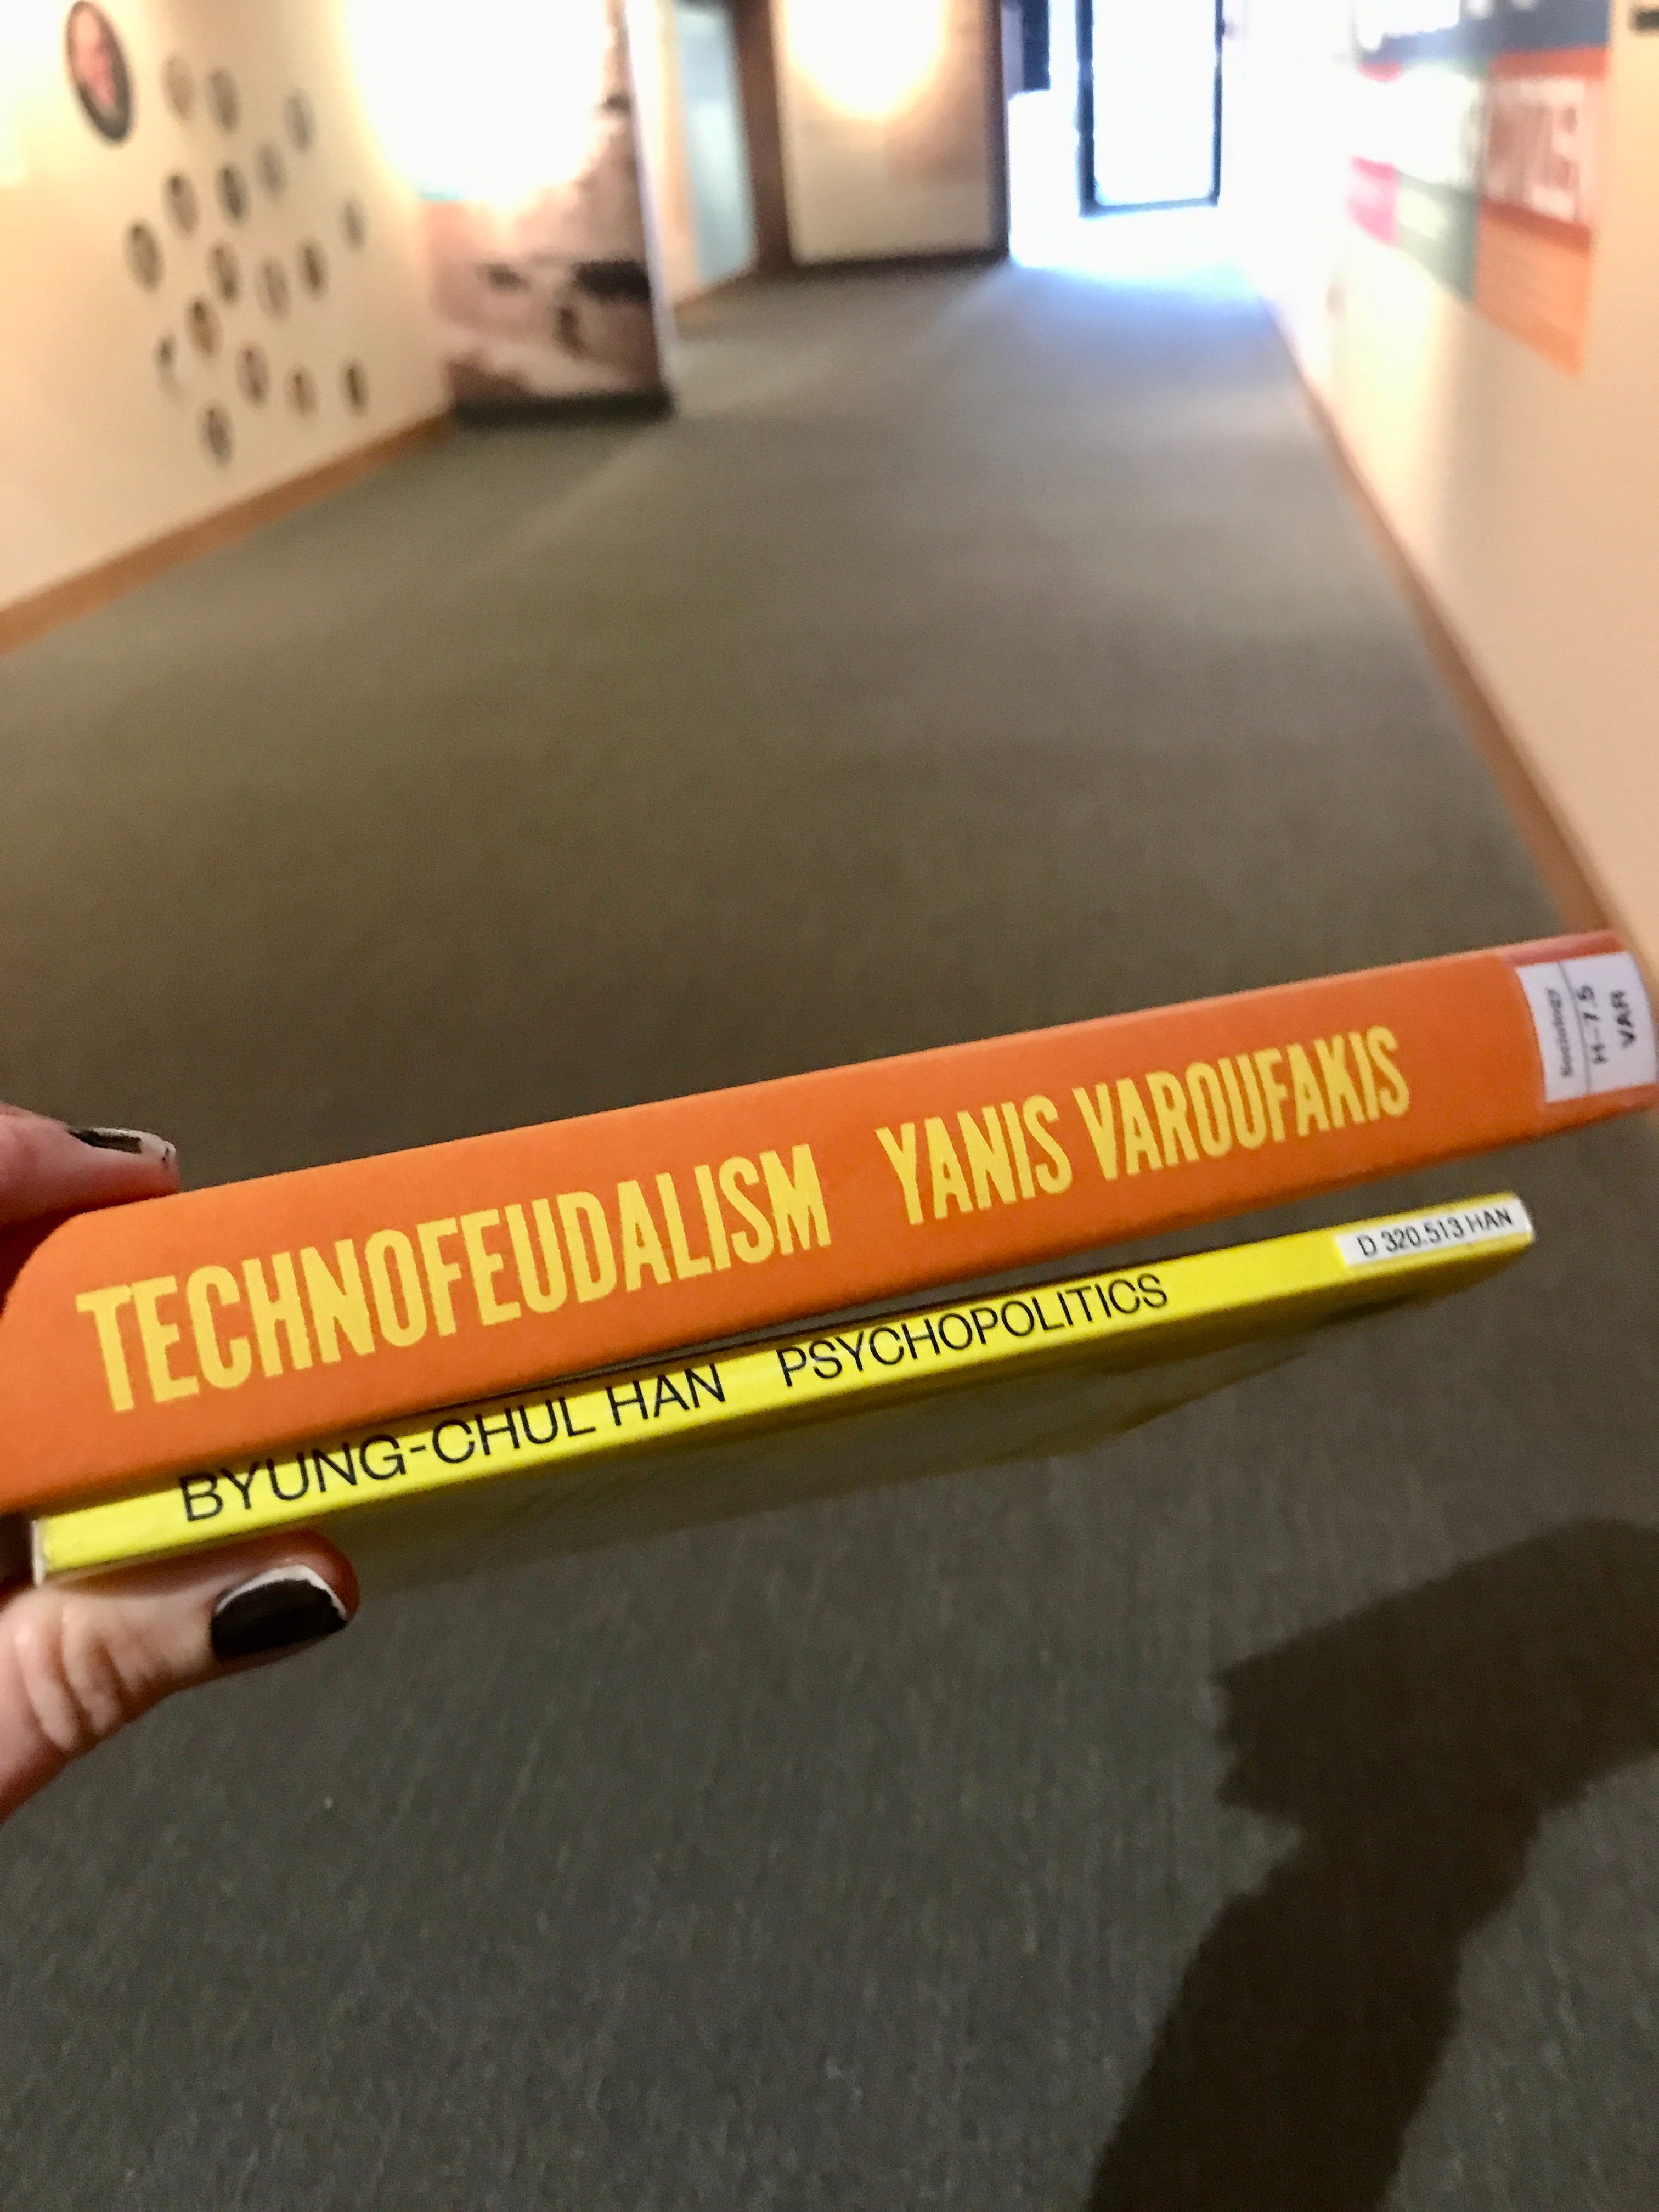 TECHNOFEUDALISM YANIS VAROUFAKIS
Sociology
H-7.5
VAR
BYUNG-CHUL HAN PSYCHOPOLITICS
D 320.513 HAN